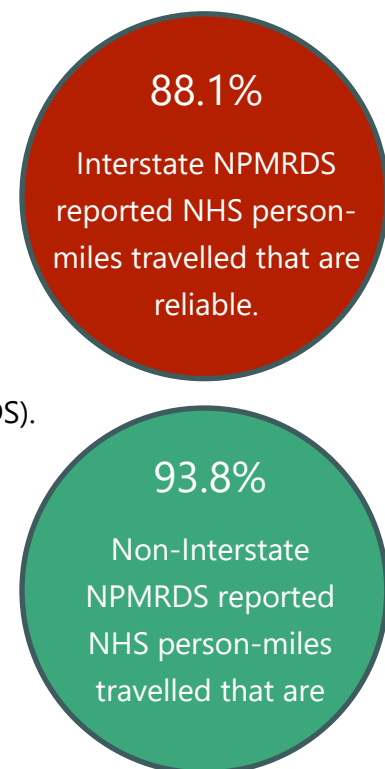 88.1%
Interstate NPMRDS
reported NHS person-
miles travelled that are
reliable.
OS).
93.8%
Non-Interstate
NPMRDS reported
NHS person-miles
travelled that are